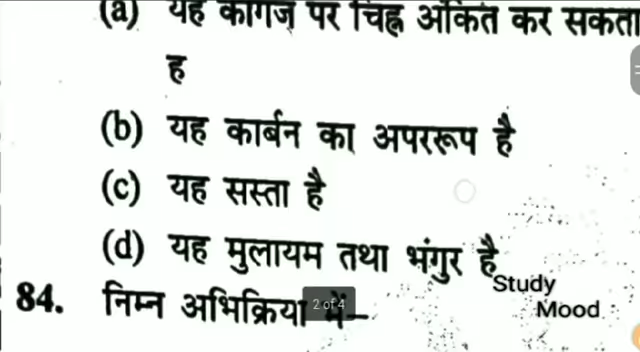 (a) यह कागज़ पर चिह्न अंकित कर सकता
ह
(b) यह कार्बन का अपररूप है
(c) यह सस्ता है
(d) यह मुलायम तथा भंगुर है
Study
Mood
84. निम्न अभिक्रिया में–
2 of 4